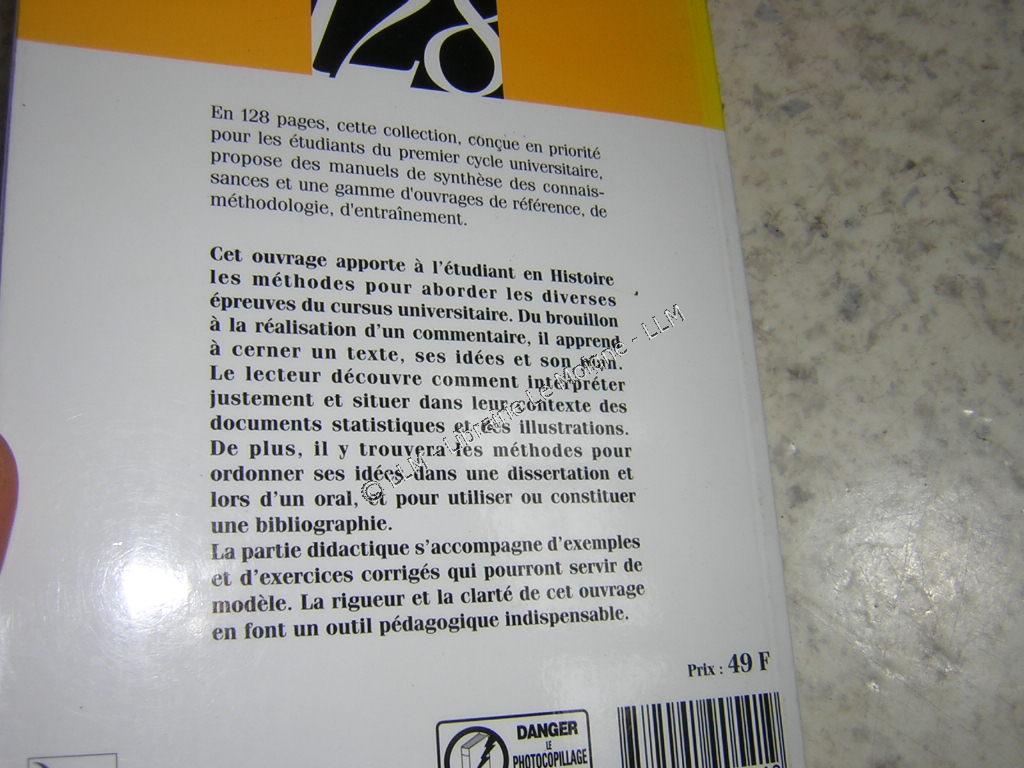 128
En 128 pages, cette collection, conçue en priorité
pour les étudiants du premier cycle universitaire,
propose des manuels de synthèse des connais-
sances et une gamme d'ouvrages de référence, de
méthodologie, d'entraînement.
Cet ouvrage apporte à l'étudiant en Histoire
les méthodes pour aborder les diverses
épreuves du cursus universitaire. Du brouillon
à la réalisation d'un commentaire, il apprend
à cerner un texte, ses idées et son nom.
Le lecteur découvre comment interpréter
justement et situer dans leur contexte des
documents statistiques et des illustrations.
De plus, il y trouvera les méthodes pour
ordonner ses idées dans une dissertation et
lors d'un oral, et pour utiliser ou constituer
une bibliographie.
La partie didactique s'accompagne d'exemples
et d'exercices corrigés qui pourront servir de
modèle. La rigueur et la clarté de cet ouvrage
en font un outil pédagogique indispensable.
© LLM - Librairie Le Moine - LLM
Prix : 49 F
DANGER
LE
PHOTOCOPILLAGE